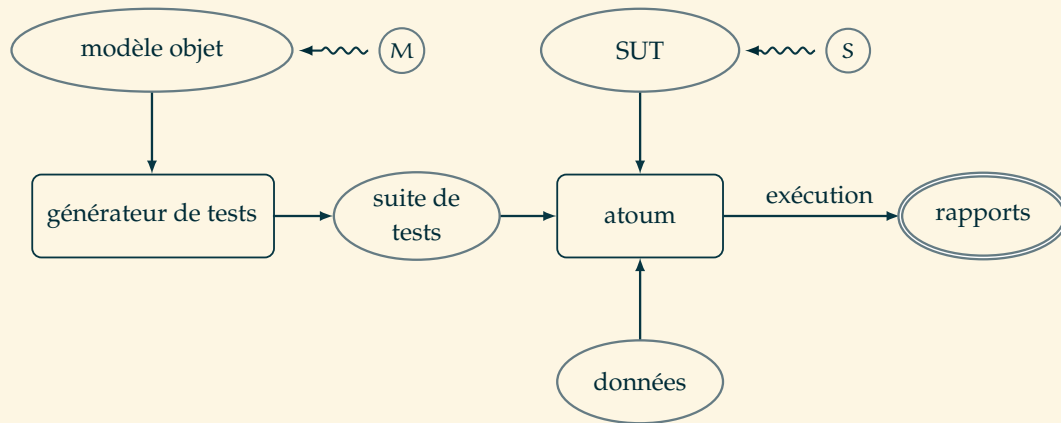 modèle objet
M
SUT
S
générateur de tests
suite de
tests
atoum
exécution
rapports
données